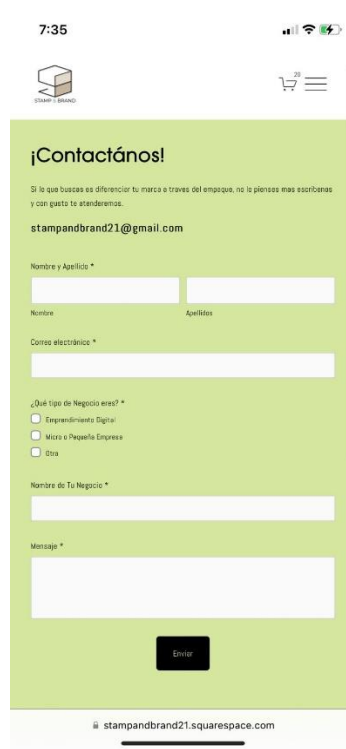 7:35
20
STAMP & BRAND
¡Contactános!
Si lo que buscas es diferenciar tu marca a traves del empaque, no lo pienses mas escribenos
y con gusto te atenderemos.
stampandbrand21@gmail.com
Nombre y Apellido *
Nombre Apellidos
Correo electrónico *
¿Qué tipo de Negocio eres? *
Emprendimiento Digital
Micro o Pequeña Empresa
Otra
Nombre de Tu Negocio *
Mensaje *
Enviar
stampandbrand21.squarespace.com